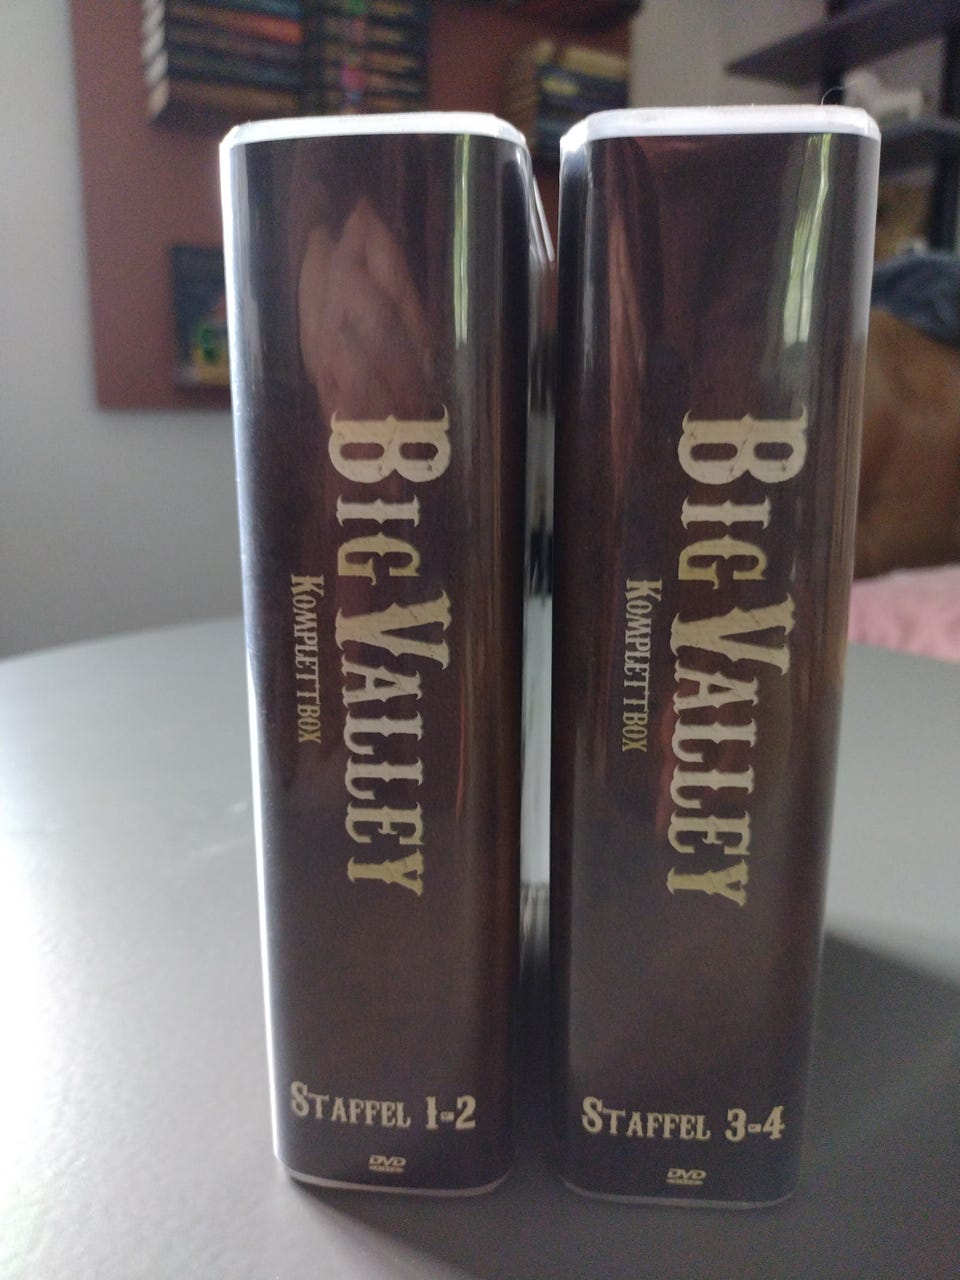 BIG VALLEY
KOMPLETTBOX
STAFFEL 1-2
DVD
BIG VALLEY
KOMPLETTBOX
STAFFEL 3-4
DVD